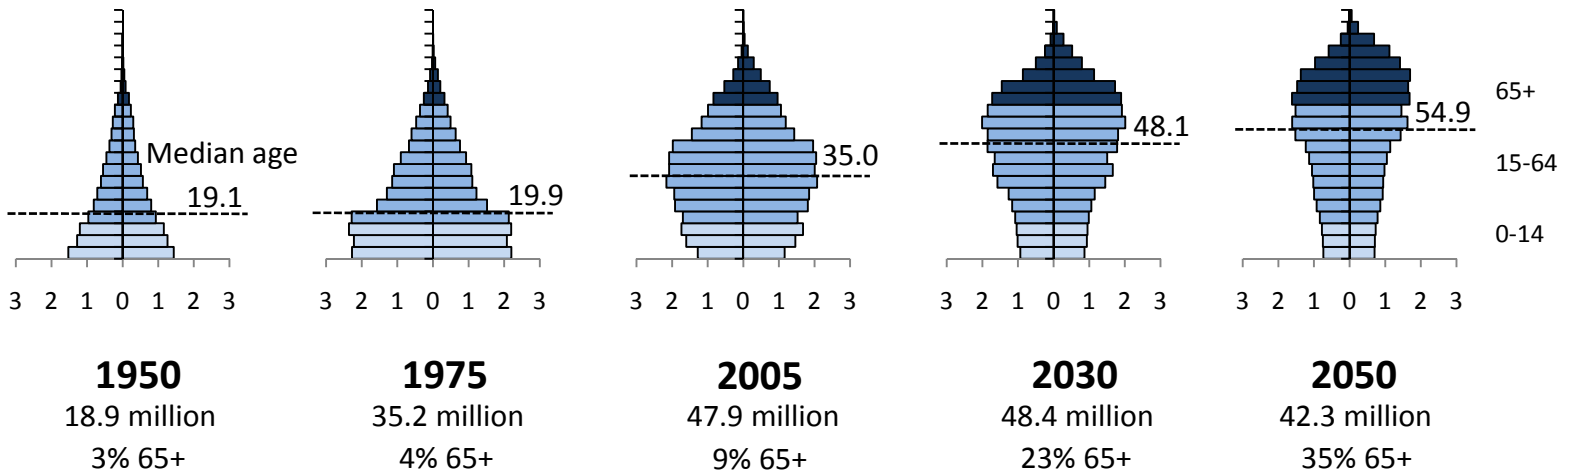 Median age
19.1
19.9
35.0
48.1
54.9
65+
15-64
0-14
3 2 1 0 1 2 3
3 2 1 0 1 2 3
3 2 1 0 1 2 3
3 2 1 0 1 2 3
3 2 1 0 1 2 3
1950
18.9 million
3% 65+
1975
35.2 million
4% 65+
2005
47.9 million
9% 65+
2030
48.4 million
23% 65+
2050
42.3 million
35% 65+